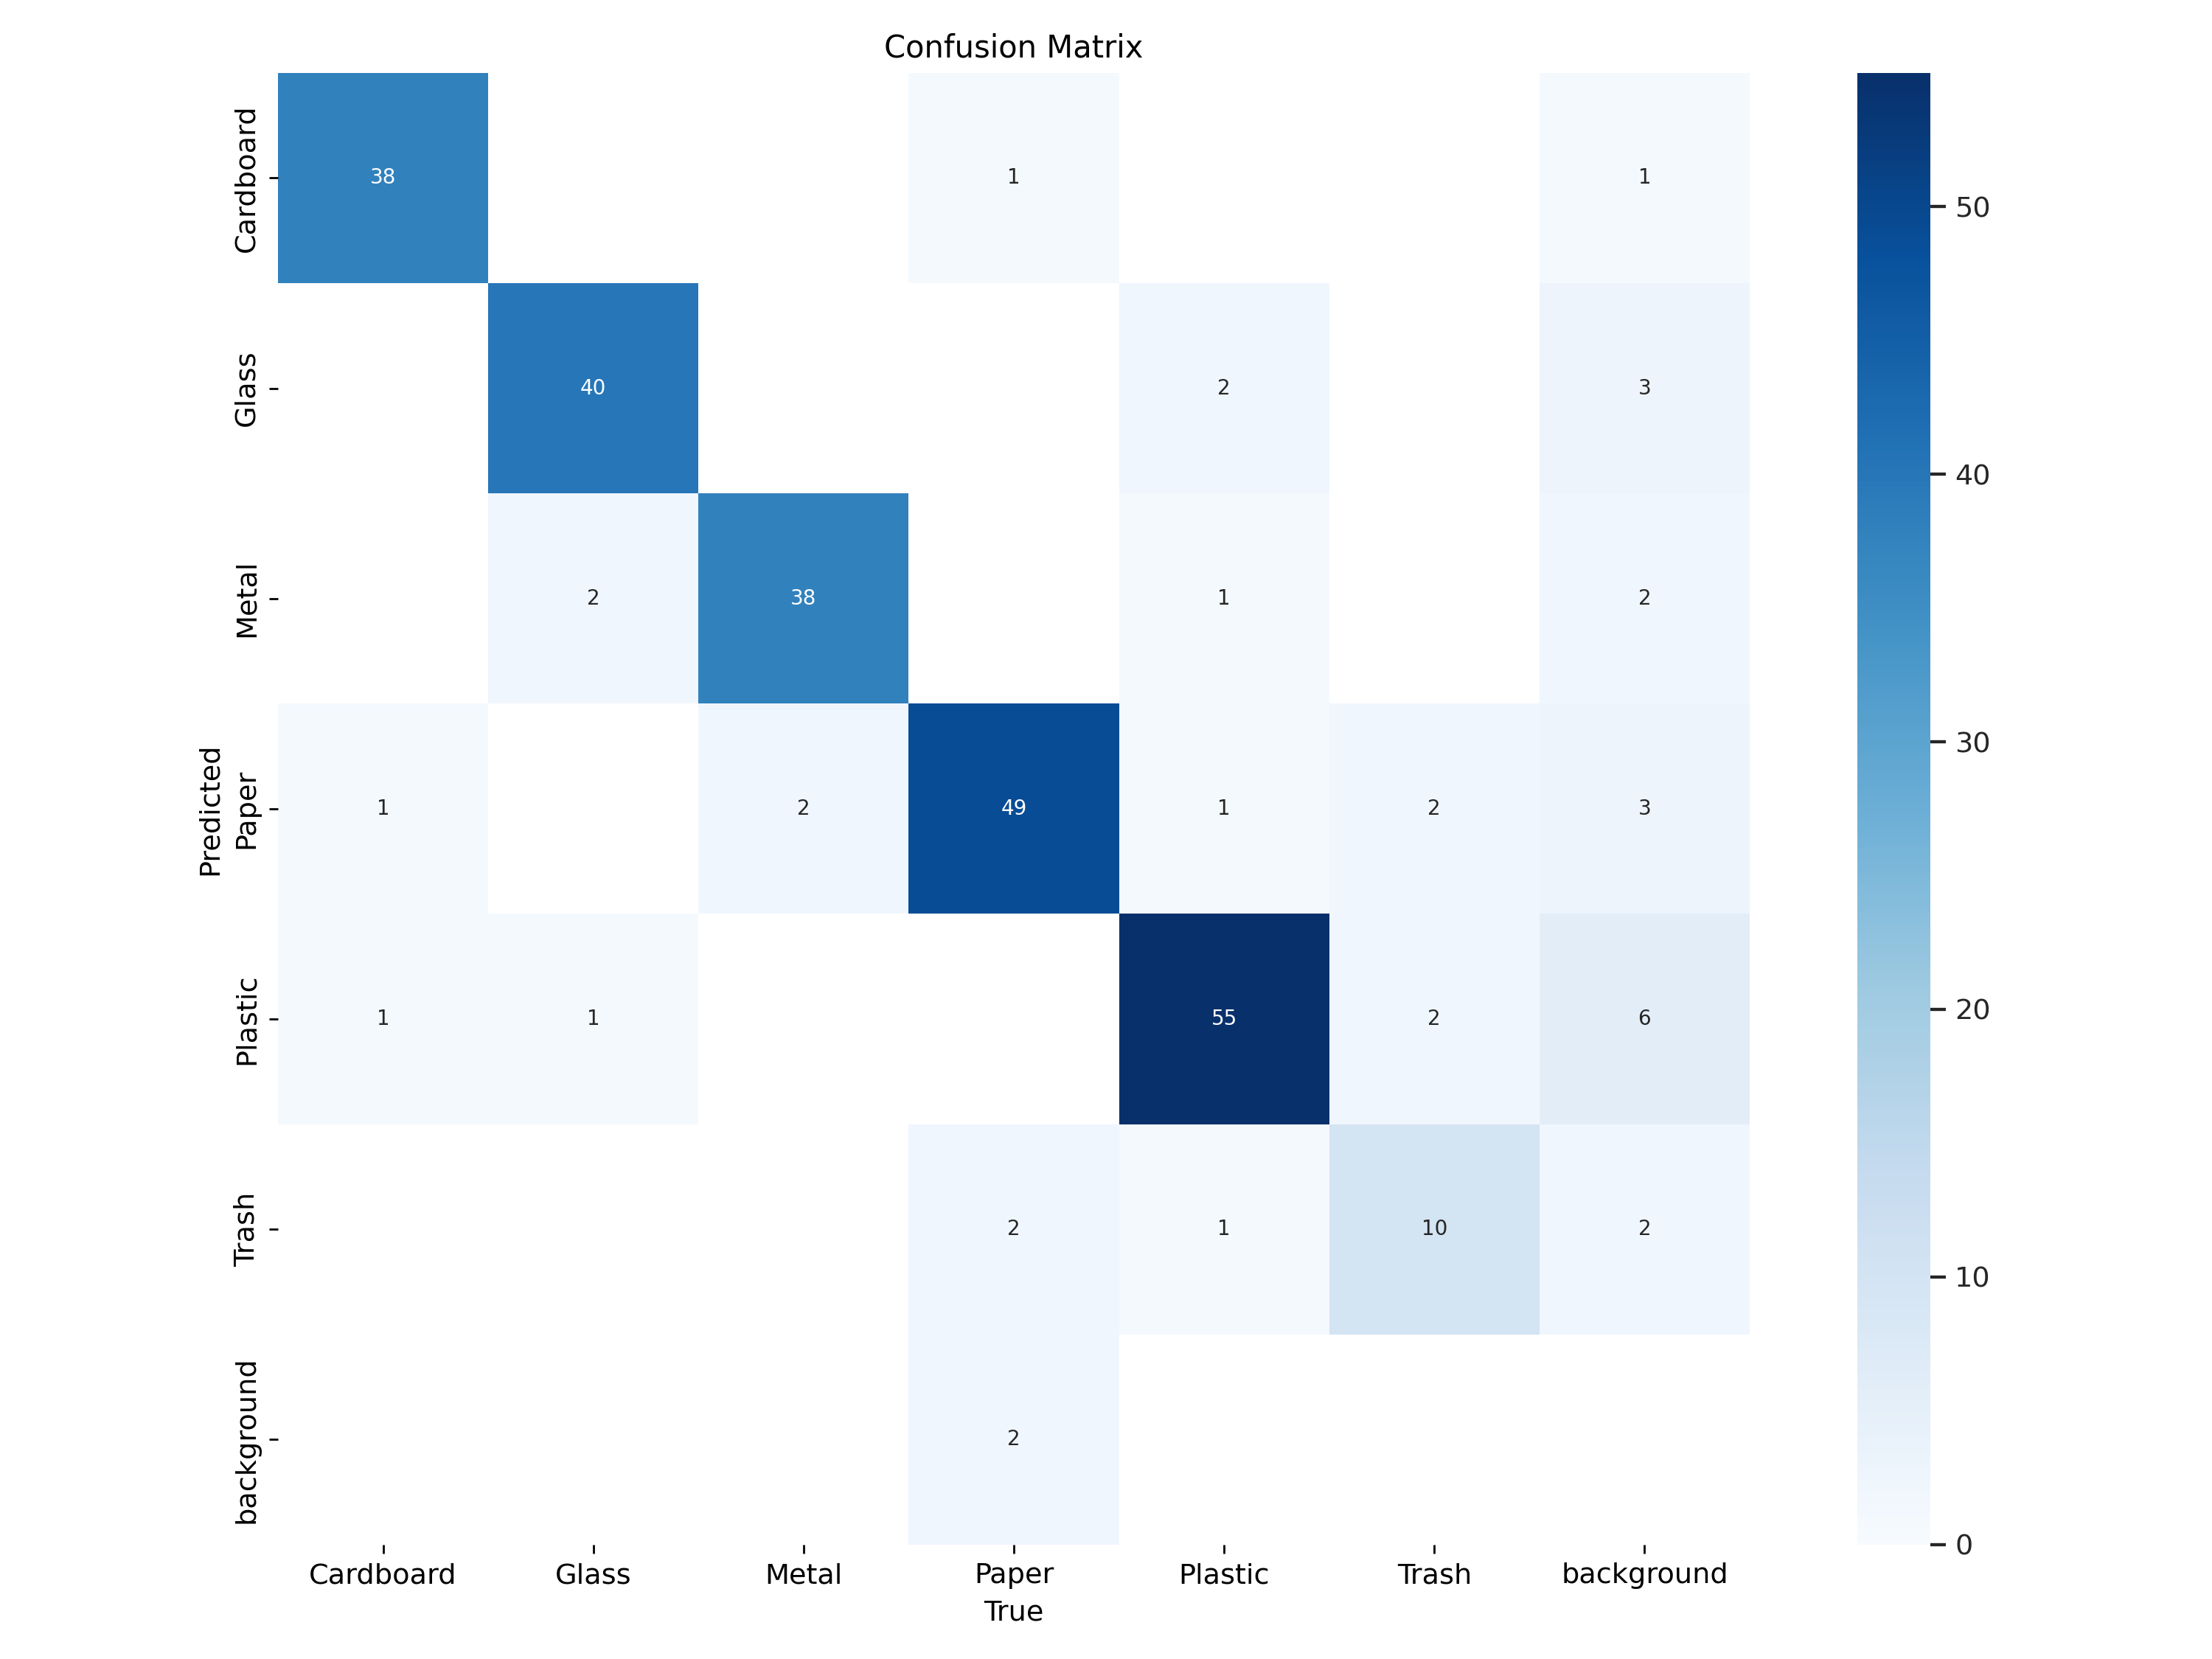 Confusion Matrix
Cardboard
38
1
1
Glass
40
2
3
Metal
2
38
1
2
Predicted
Paper
1
2
49
1
2
3
Plastic
1
1
55
2
6
Trash
2
1
10
2
background
2
Cardboard
Glass
Metal
Paper
Plastic
Trash
background
True
50
40
30
20
10
0